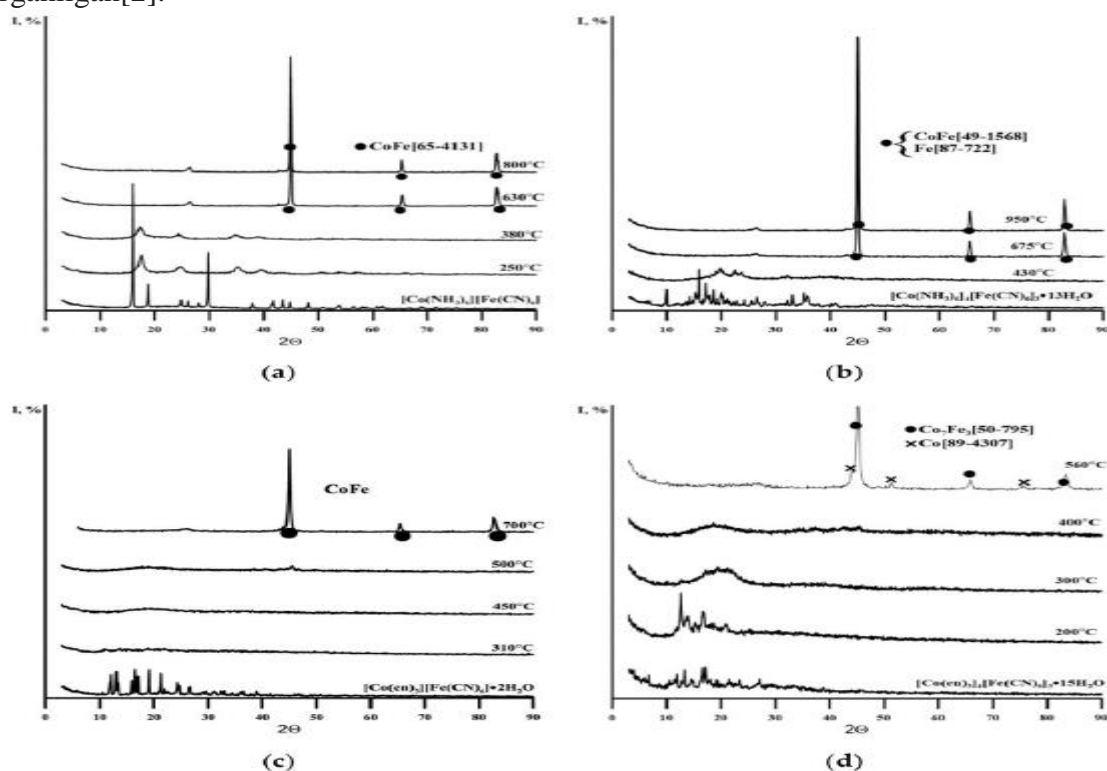 I, %
CoFe[65-4131]
800°C
630°C
380°C
250°C
[Co(NH₃)₆][Fe(CN)₆]
0 10 20 30 40 50 60 70 80 90
2Θ
(a)
I, %
CoFe[49-1568]
Fe[87-722]
950°C
675°C
430°C
[Co(NH₃)₆]₄[Fe(CN)₆]₃•13H₂O
0 10 20 30 40 50 60 70 80 90
2Θ
(b)
I, %
CoFe
700°C
500°C
450°C
310°C
[Co(en)₃][Fe(CN)₆]•2H₂O
0 10 20 30 40 50 60 70 80 90
2Θ
(c)
I, %
Co₇Fe₃[50-795]
Co[89-4307]
560°C
400°C
300°C
200°C
[Co(en)₃]₄[Fe(CN)₆]₃•15H₂O
0 10 20 30 40 50 60 70 80 90
2Θ
(d)